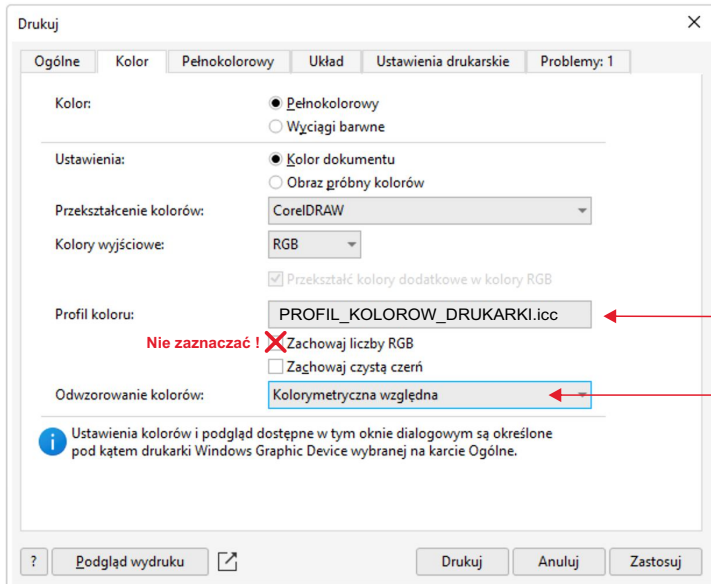 Drukuj
Ogólne Kolor Pełnokolorowy Układ Ustawienia drukarskie Problemy: 1
Kolor: Pełnokolorowy
Wyciągi barwne
Ustawienia: Kolor dokumentu
Obraz próbny kolorów
Przekształcenie kolorów: CorelDRAW
Kolory wyjściowe: RGB
Przekształć kolory dodatkowe w kolory RGB
Profil koloru: PROFIL_KOLOROW_DRUKARKI.icc
Nie zaznaczać ! Zachowaj liczby RGB
Zachowaj czystą czerń
Odwzorowanie kolorów: Kolorymetryczna względna
i Ustawienia kolorów i podgląd dostępne w tym oknie dialogowym są określone
pod kątem drukarki Windows Graphic Device wybranej na karcie Ogólne.
? Podgląd wydruku Drukuj Anuluj Zastosuj